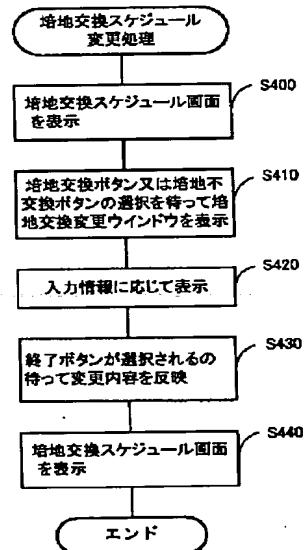 培地交換スケジュール
変更処理
S400
培地交換スケジュール画面
を表示
S410
培地交換ボタン又は培地不
交換ボタンの選択を待って培
地交換変更ウインドウを表示
S420
入力情報に応じて表示
S430
終了ボタンが選択されるの
待って変更内容を反映
S440
培地交換スケジュール画面
を表示
エンド